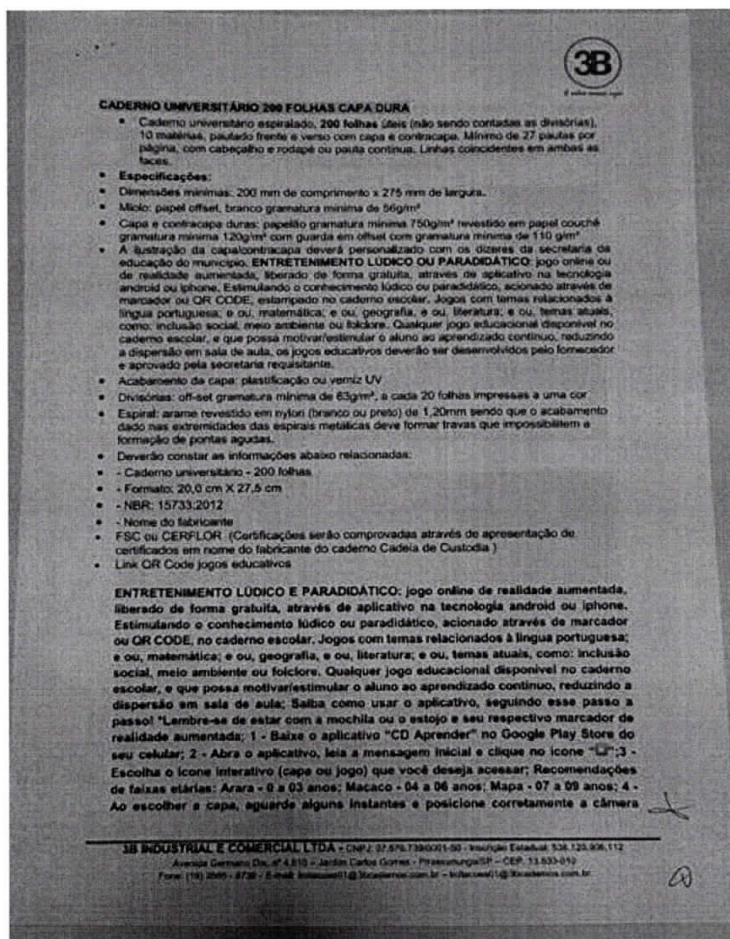 3B
CADERNO UNIVERSITÁRIO 200 FOLHAS CAPA DURA
• Caderno universitário espiralado, 200 folhas úteis (não sendo contadas as divisórias),
10 matérias, pautado frente e verso com capa e contracapa. Mínimo de 27 pautas por
página, com cabeçalho e rodapé ou pauta continua. Linhas coincidentes em ambas as
faces.
• Especificações:
• Dimensões mínimas: 200 mm de comprimento x 275 mm de largura.
• Miolo: papel offset, branco gramatura mínima de 56g/m²
• Capa e contracapa duras: papelão gramatura mínima 750g/m² revestido em papel couchê
gramatura mínima 120g/m² com guarda em offset com gramatura mínima de 110 g/m²
• A ilustração da capa/contracapa deverá personalizado com os dizeres da secretaria da
educação do município. ENTRETENIMENTO LÚDICO OU PARADIDÁTICO: jogo online ou
de realidade aumentada, liberado de forma gratuita, através de aplicativo na tecnologia
android ou iphone. Estimulando o conhecimento lúdico ou paradidático, acionado através de
marcador ou QR CODE, estampado no caderno escolar. Jogos com temas relacionados à
língua portuguesa; e ou, matemática; e ou, geografia, e ou, literatura; e ou, temas atuais,
como: inclusão social, meio ambiente ou folclore. Qualquer jogo educacional disponível no
caderno escolar, e que possa motivar/estimular o aluno ao aprendizado contínuo, reduzindo
a dispersão em sala de aula, os jogos educativos deverão ser desenvolvidos pelo fornecedor
e aprovado pela secretaria requisitante.
• Acabamento da capa: plastificação ou verniz UV
• Divisórias: off-set gramatura mínima de 63g/m², a cada 20 folhas impressas a uma cor
• Espiral: arame revestido em nylon (branco ou preto) de 1,20mm sendo que o acabamento
dado nas extremidades das espirais metálicas deve formar travas que impossibilitem a
formação de pontas agudas.
• Deverão constar as informações abaixo relacionadas:
• - Caderno universitário - 200 folhas
• - Formato: 20,0 cm X 27,5 cm
• - NBR: 15733:2012
• - Nome do fabricante
• FSC ou CERFLOR (Certificações serão comprovadas através de apresentação de
certificados em nome do fabricante do caderno Cadeia de Custodia )
• Link QR Code jogos educativos
ENTRETENIMENTO LÚDICO E PARADIDÁTICO: jogo online de realidade aumentada,
liberado de forma gratuita, através de aplicativo na tecnologia android ou iphone.
Estimulando o conhecimento lúdico ou paradidático, acionado através de marcador
ou QR CODE, no caderno escolar. Jogos com temas relacionados à língua portuguesa;
e ou, matemática; e ou, geografia, e ou, literatura; e ou, temas atuais, como: inclusão
social, meio ambiente ou folclore. Qualquer jogo educacional disponível no caderno
escolar, e que possa motivar/estimular o aluno ao aprendizado contínuo, reduzindo a
dispersão em sala de aula; Saiba como usar o aplicativo, seguindo esse passo a
passo! *Lembre-se de estar com a mochila ou o estojo e seu respectivo marcador de
realidade aumentada; 1 - Baixe o aplicativo "CD Aprender" no Google Play Store do
seu celular; 2 - Abra o aplicativo, leia a mensagem inicial e clique no ícone "";3 -
Escolha o ícone interativo (capa ou jogo) que você deseja acessar; Recomendações
de faixas etárias: Arara - 0 a 03 anos; Macaco - 04 a 06 anos; Mapa - 07 a 09 anos; 4 -
Ao escolher a capa, aguarde alguns instantes e posicione corretamente a câmera
3B INDUSTRIAL E COMERCIAL LTDA - CNPJ: Inscrição Estadual:
Avenida Germano Dix, nº 4.810 - Jardim Carlos Gomes - Pirassununga/SP - CEP: 13.633-010
Fone: (19) - E-mail: